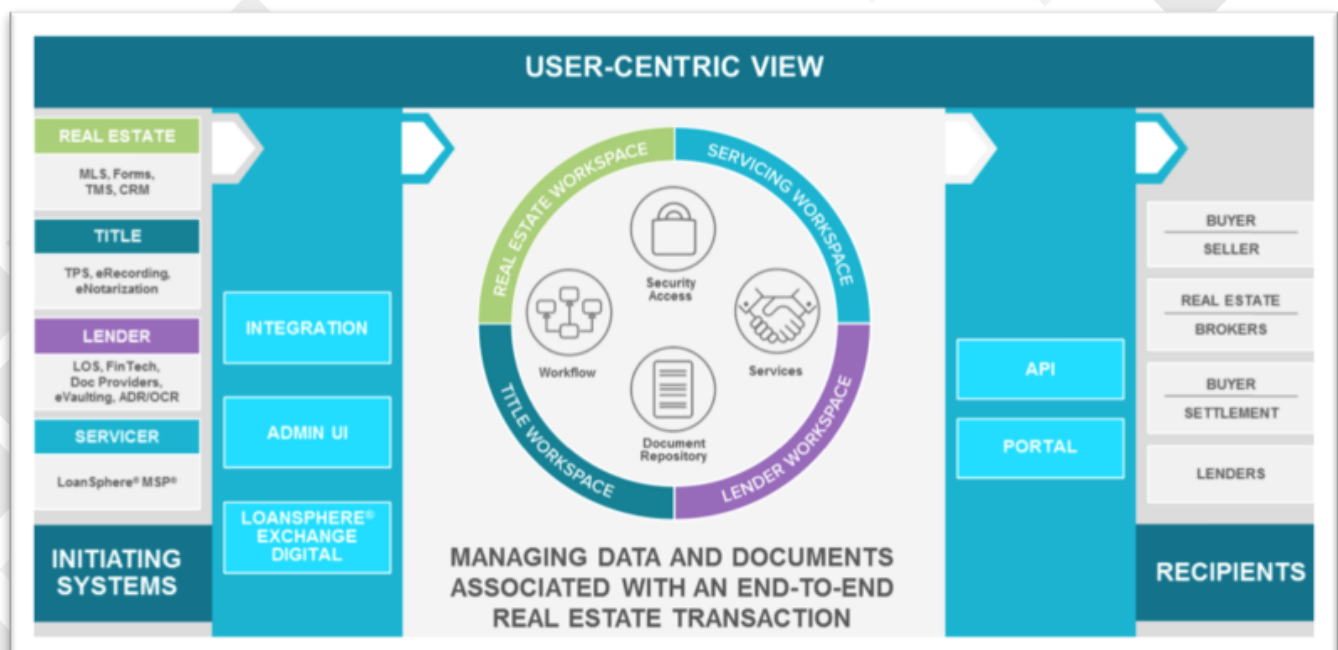 USER-CENTRIC VIEW
REAL ESTATE
MLS, Forms,
TMS, CRM
TITLE
TPS, eRecording,
eNotarization
LENDER
LOS, FinTech,
Doc Providers,
eVaulting, ADR/OCR
SERVICER
LoanSphere® MSP®
INITIATING
SYSTEMS
INTEGRATION
ADMIN UI
LOANSPHERE®
EXCHANGE
DIGITAL
REAL ESTATE WORKSPACE
SERVICING WORKSPACE
TITLE WORKSPACE
LENDER WORKSPACE
Security
Access
Workflow
Services
Document
Repository
MANAGING DATA AND DOCUMENTS
ASSOCIATED WITH AN END-TO-END
REAL ESTATE TRANSACTION
API
PORTAL
BUYER
SELLER
REAL ESTATE
BROKERS
BUYER
SETTLEMENT
LENDERS
RECIPIENTS